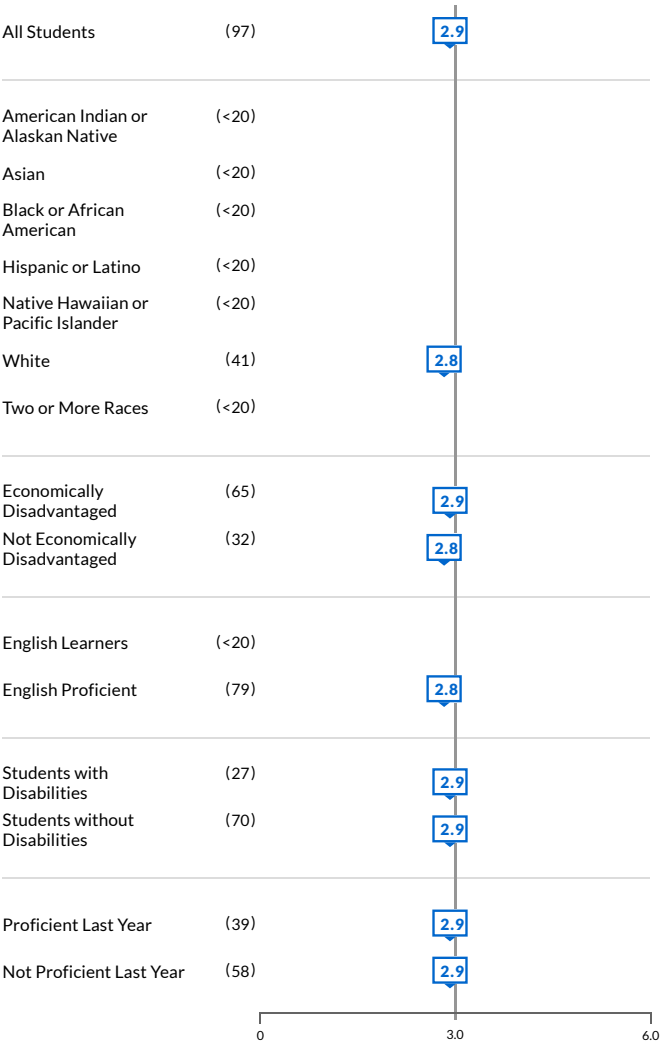 All Students (97) 2.9
American Indian or (<20)
Alaskan Native
Asian (<20)
Black or African (<20)
American
Hispanic or Latino (<20)
Native Hawaiian or (<20)
Pacific Islander
White (41) 2.8
Two or More Races (<20)
Economically (65) 2.9
Disadvantaged
Not Economically (32) 2.8
Disadvantaged
English Learners (<20)
English Proficient (79) 2.8
Students with (27) 2.9
Disabilities
Students without (70) 2.9
Disabilities
Proficient Last Year (39) 2.9
Not Proficient Last Year (58) 2.9
0 3.0 6.0